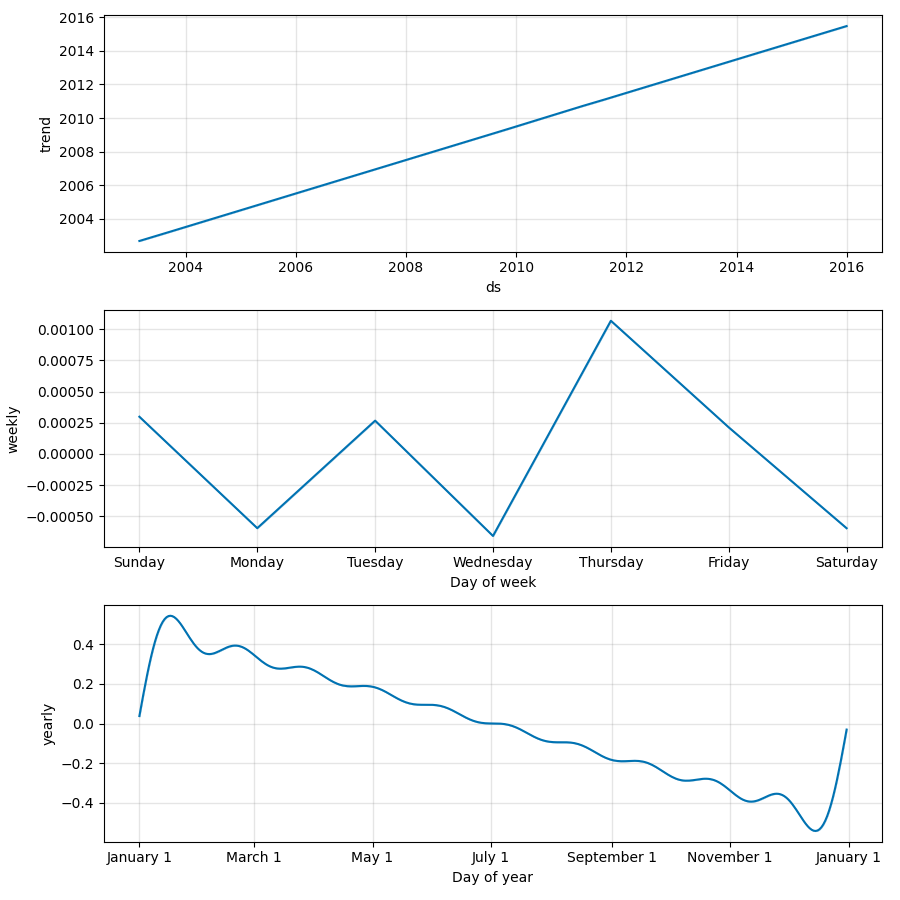 2016
2014
2012
2010
2008
2006
2004
trend
2004 2006 2008 2010 2012 2014 2016
ds
0.00100
0.00075
0.00050
0.00025
0.00000
−0.00025
−0.00050
weekly
Sunday Monday Tuesday Wednesday Thursday Friday Saturday
Day of week
0.4
0.2
0.0
−0.2
−0.4
yearly
January 1 March 1 May 1 July 1 September 1 November 1 January 1
Day of year